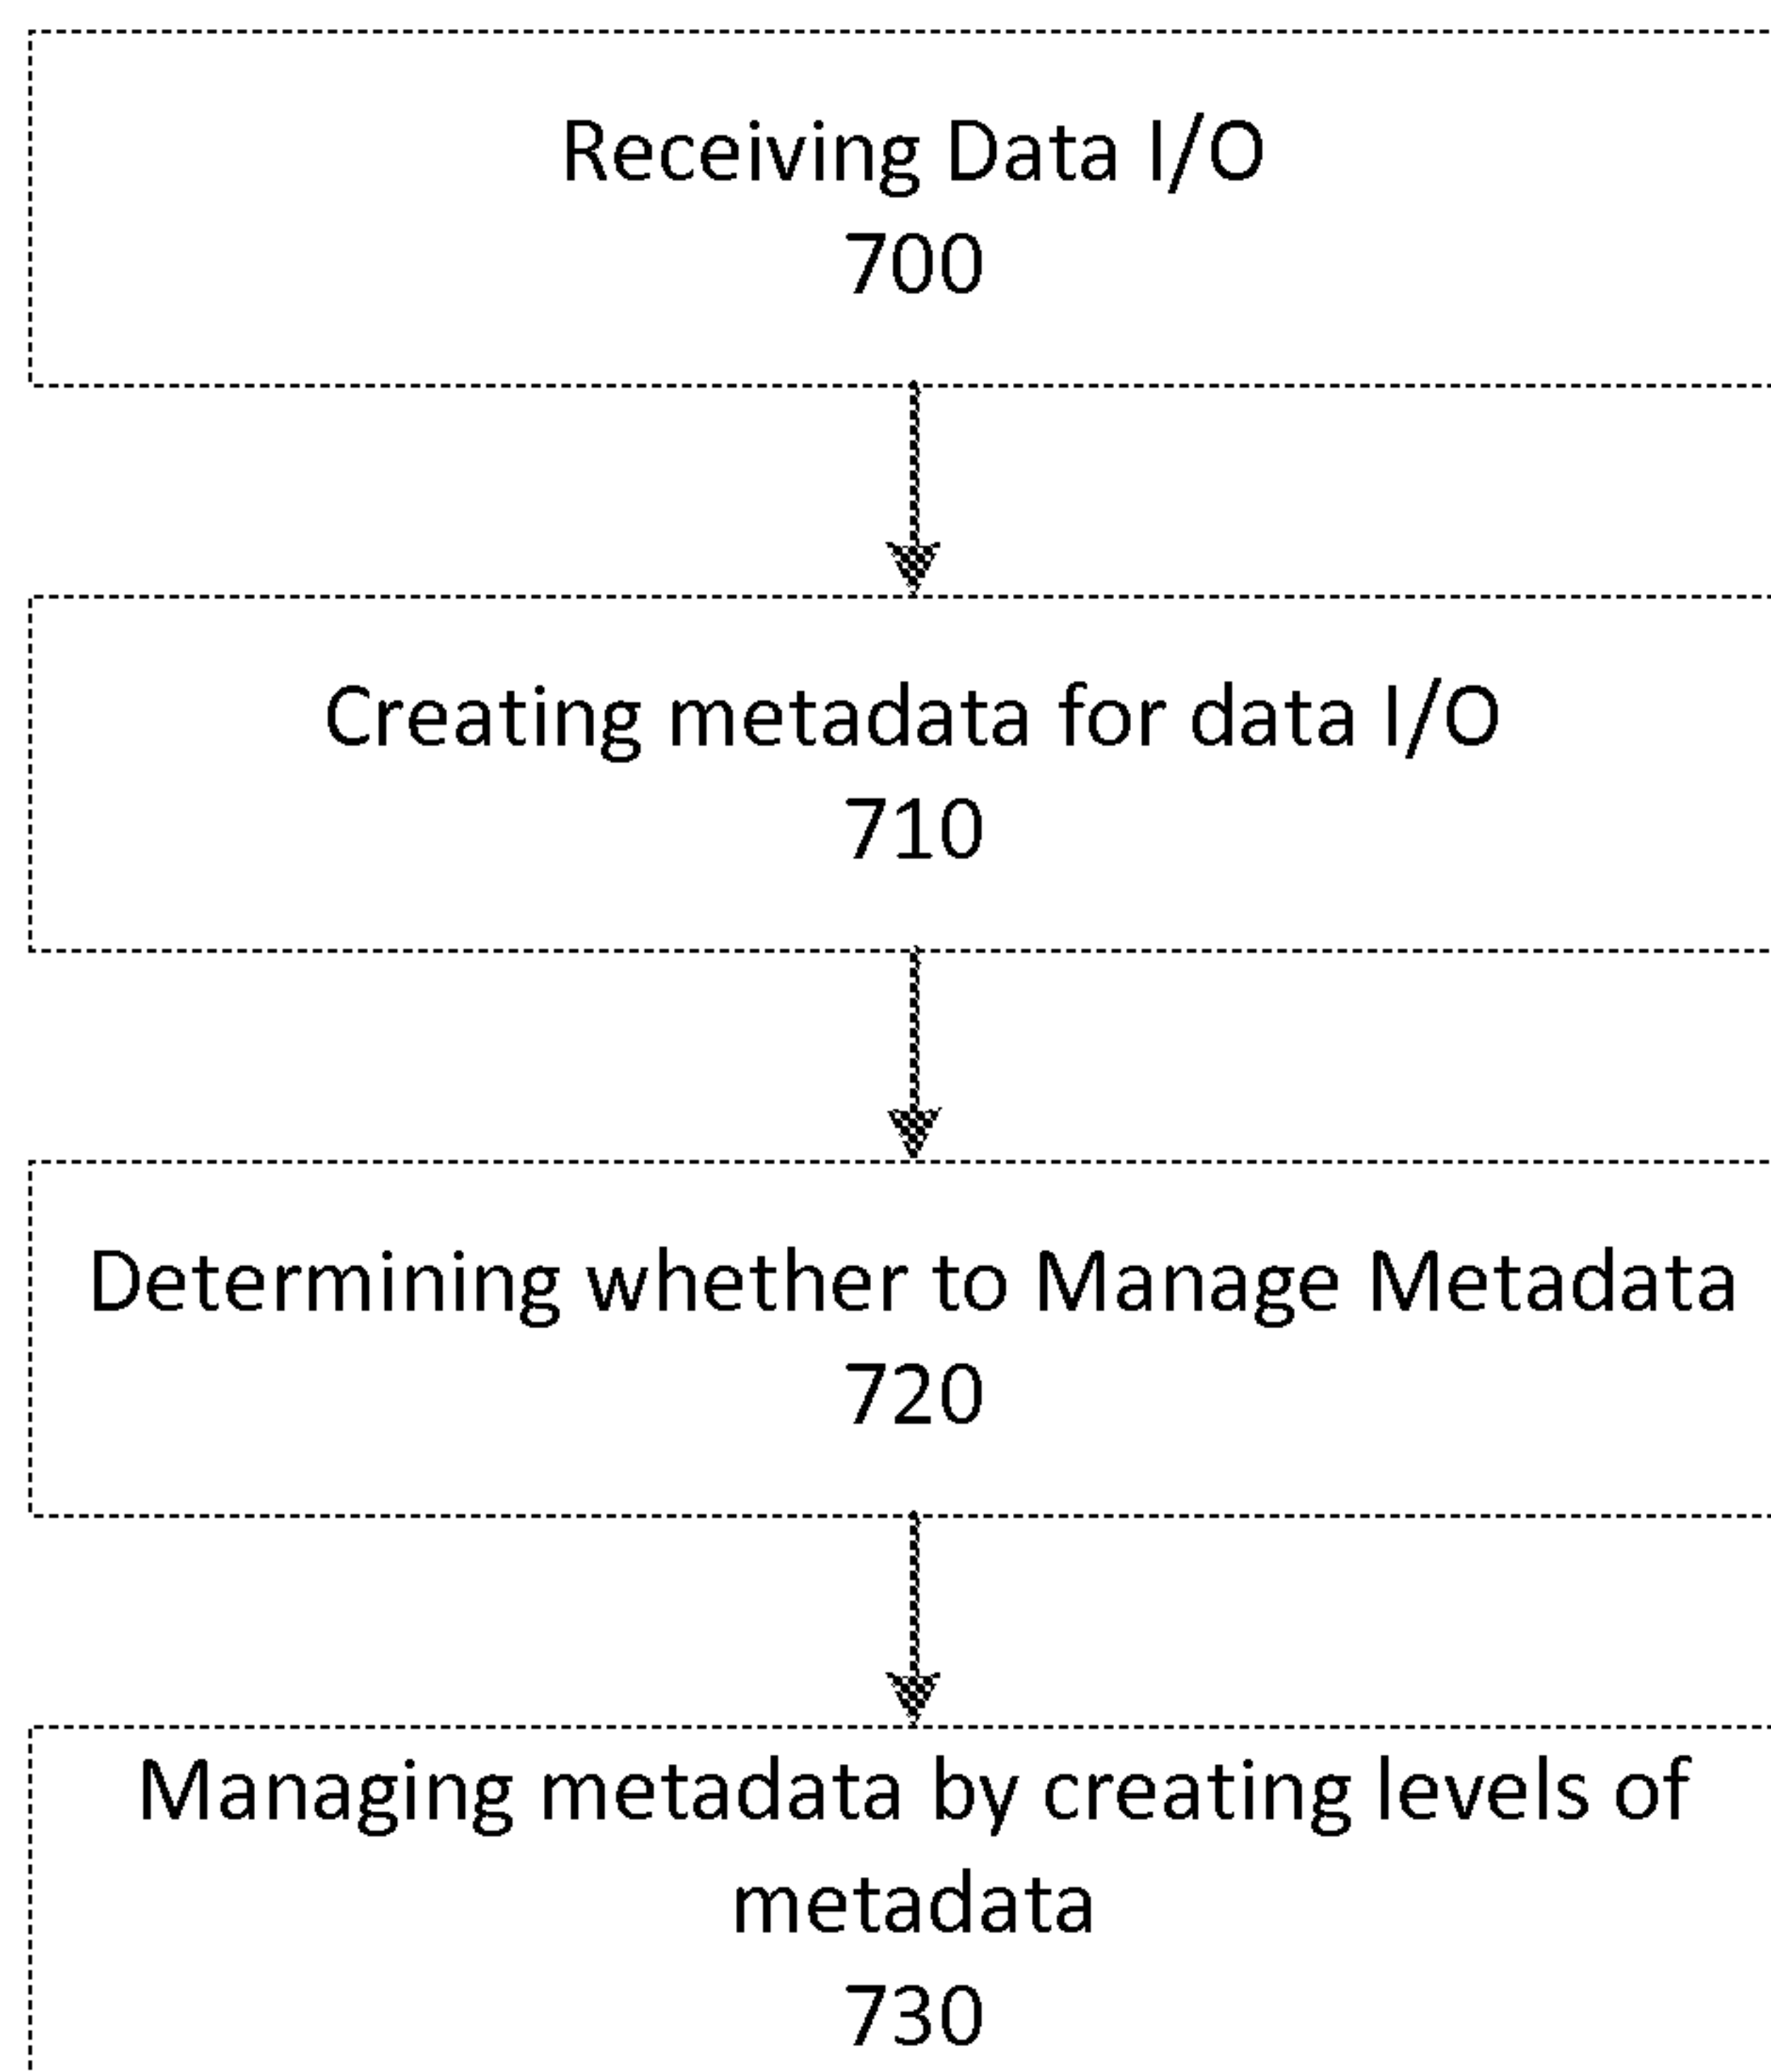 Receiving Data I/O
700
Creating metadata for data I/O
710
Determining whether to Manage Metadata
720
Managing metadata by creating levels of
metadata
730